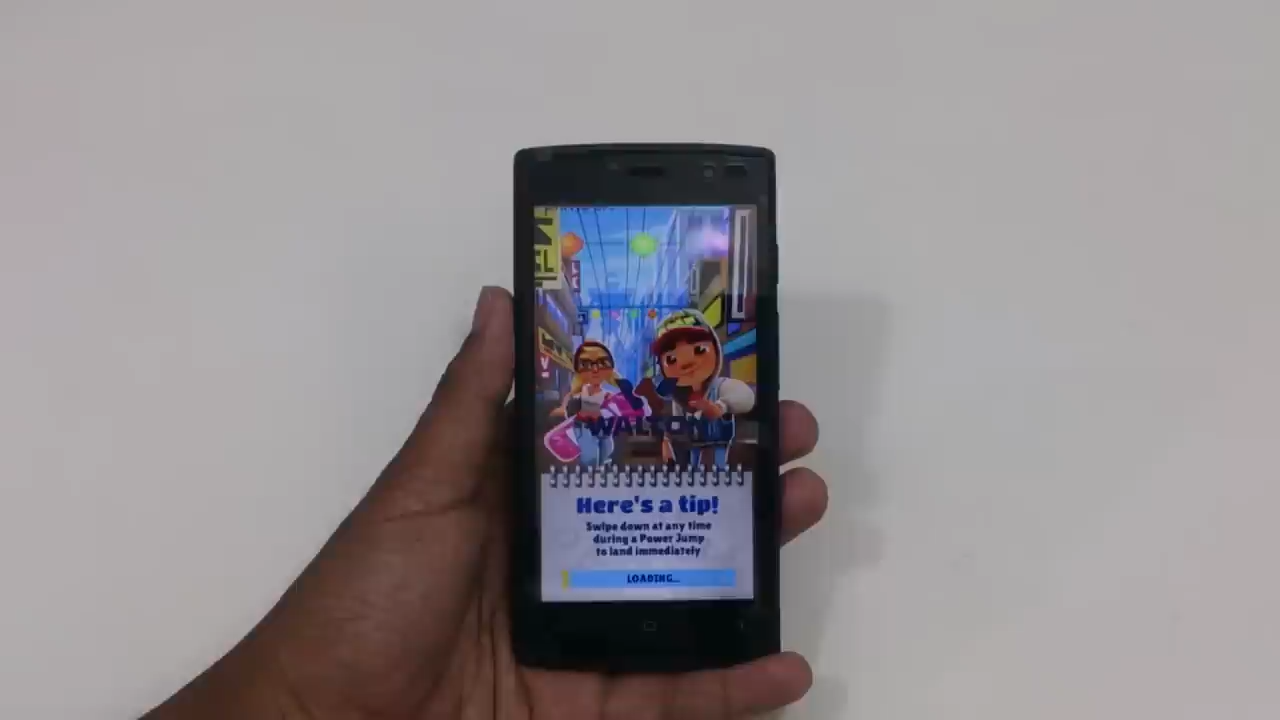 WALTON
Here's a tip!
Swipe down at any time
during a Power Jump
to land immediately
LOADING...